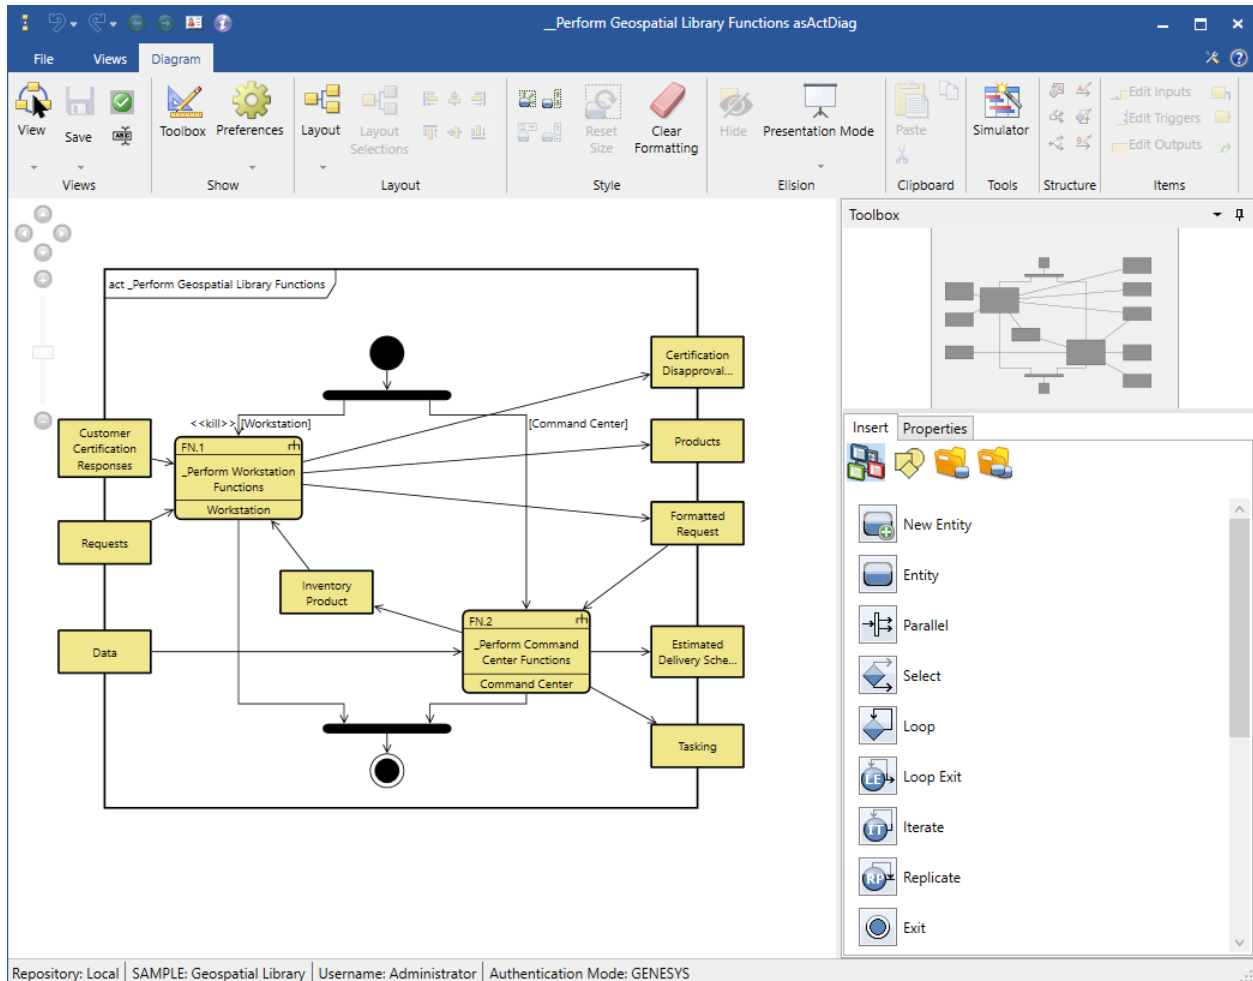 __Perform Geospatial Library Functions asActDiag
File Views Diagram
View Save Toolbox Preferences Layout Layout Selections Reset Size Clear Formatting Hide Presentation Mode Paste Simulator Edit Inputs
Edit Triggers
Edit Outputs
Views Show Layout Style Elision Clipboard Tools Structure Items
Toolbox
act _Perform Geospatial Library Functions
Certification
Disapproval...
<<kill>> [Workstation]
[Command Center]
Customer
Certification
Responses
FN.1
_Perform Workstation
Functions
Workstation
Products
Requests
Formatted
Request
Inventory
Product
FN.2
_Perform Command
Center Functions
Command Center
Data
Estimated
Delivery Sche...
Tasking
Insert Properties
New Entity
Entity
Parallel
Select
Loop
LE Loop Exit
IT Iterate
RP Replicate
Exit
Repository: Local SAMPLE: Geospatial Library Username: Administrator Authentication Mode: GENESYS